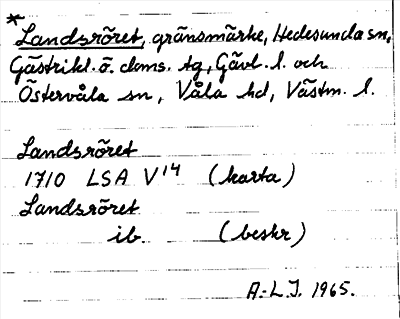 *
Landsröret, gränsmärke, Hedesunda sn,
Gästrikl. ö. doms. tg, Gävl. l. och
Östervåla sn, Våla hd, Västm. l.
Landsröret
1710 LSA V14 (karta)
Landsröret
ib. (beskr)
A.-L.J. 1965.